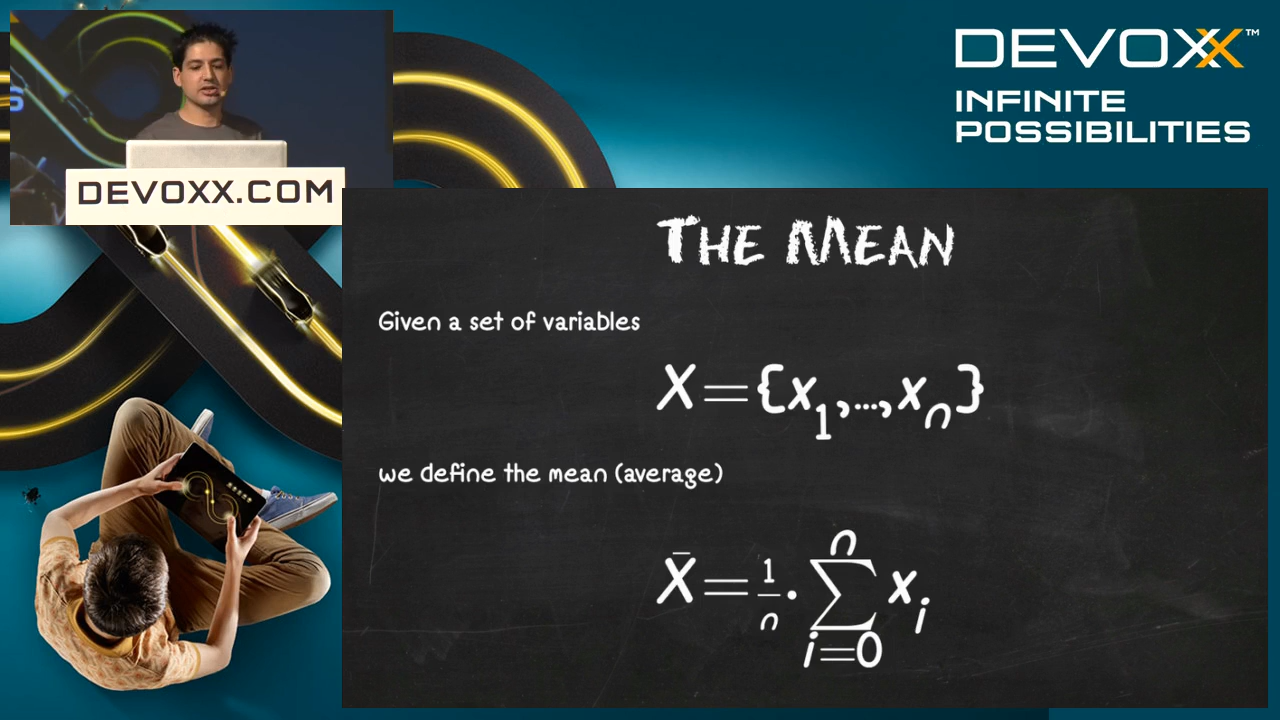 DEVOXX™
INFINITE
POSSIBILITIES
DEVOXX.COM
THE MEAN
Given a set of variables
X={x₁,...,xₙ}
we define the mean (average)
X̄ = 1/n · ∑ⁿᵢ₌₀ xᵢ